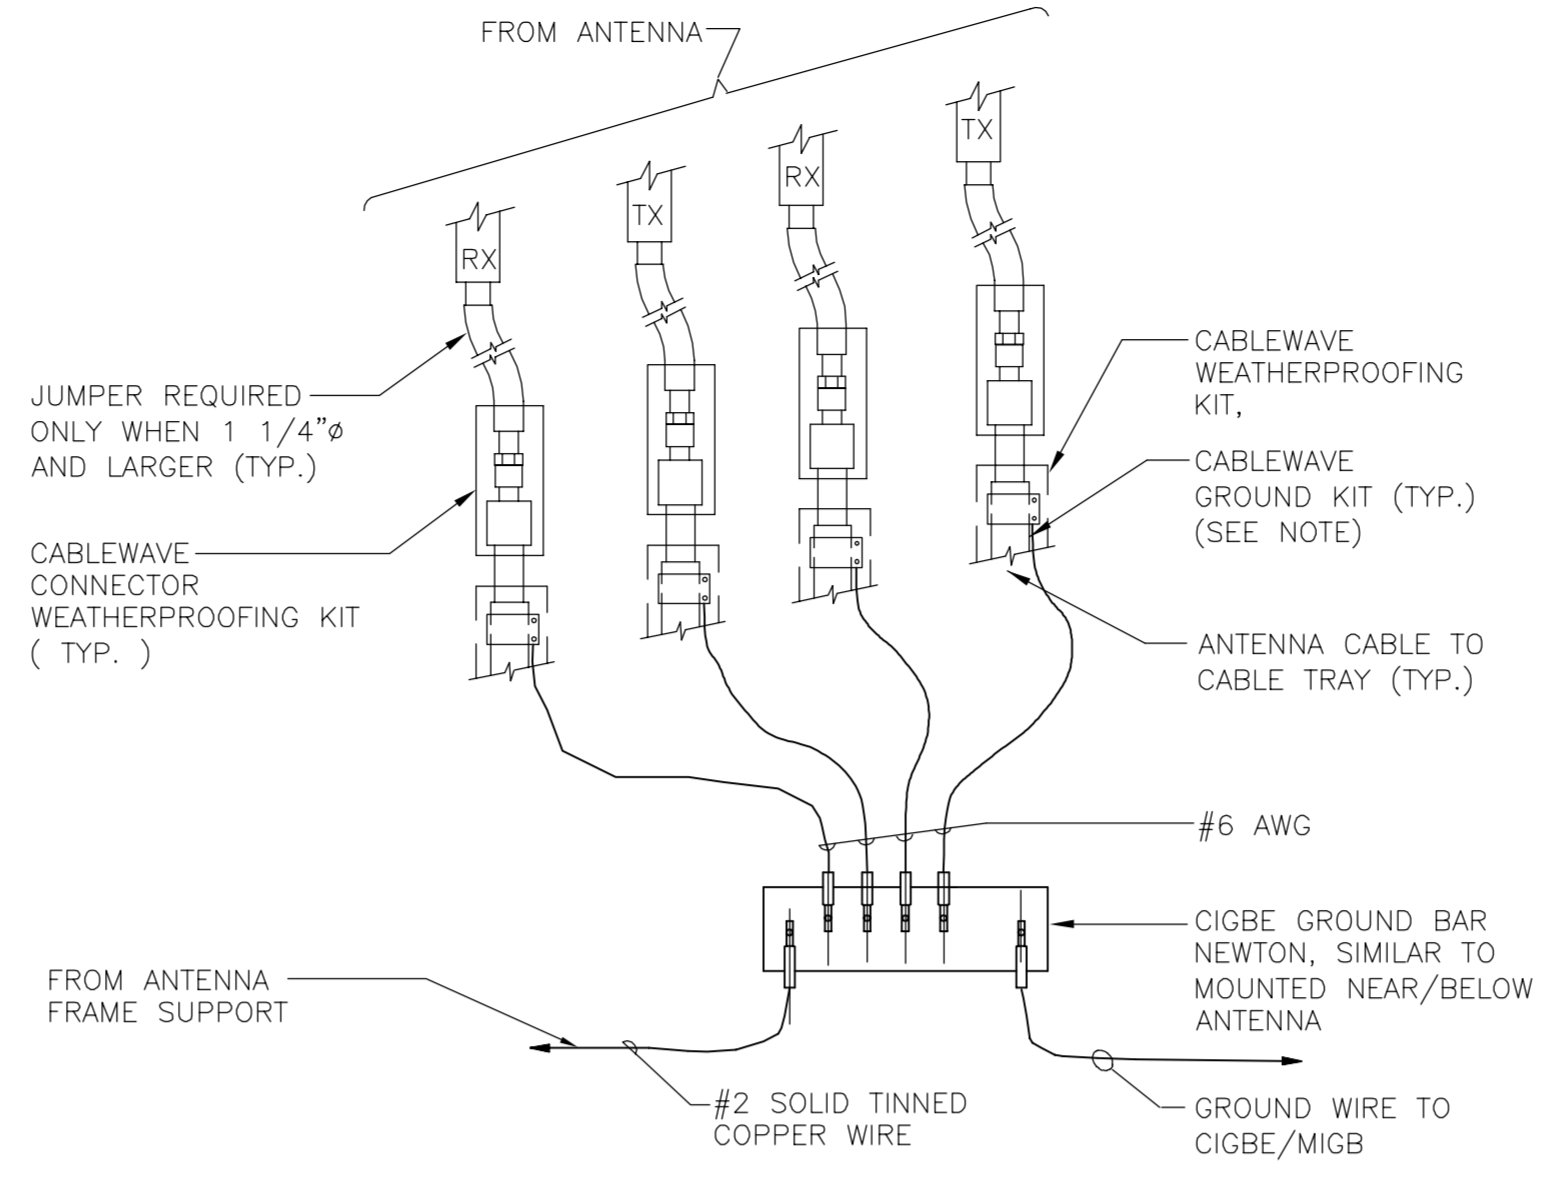 FROM ANTENNA
TX
RX
TX
RX
JUMPER REQUIRED
ONLY WHEN 1 1/4"ø
AND LARGER (TYP.)
CABLEWAVE
CONNECTOR
WEATHERPROOFING KIT
( TYP. )
CABLEWAVE
WEATHERPROOFING
KIT,
CABLEWAVE
GROUND KIT (TYP.)
(SEE NOTE)
ANTENNA CABLE TO
CABLE TRAY (TYP.)
#6 AWG
CIGBE GROUND BAR
NEWTON, SIMILAR TO
MOUNTED NEAR/BELOW
ANTENNA
FROM ANTENNA
FRAME SUPPORT
#2 SOLID TINNED
COPPER WIRE
GROUND WIRE TO
CIGBE/MIGB